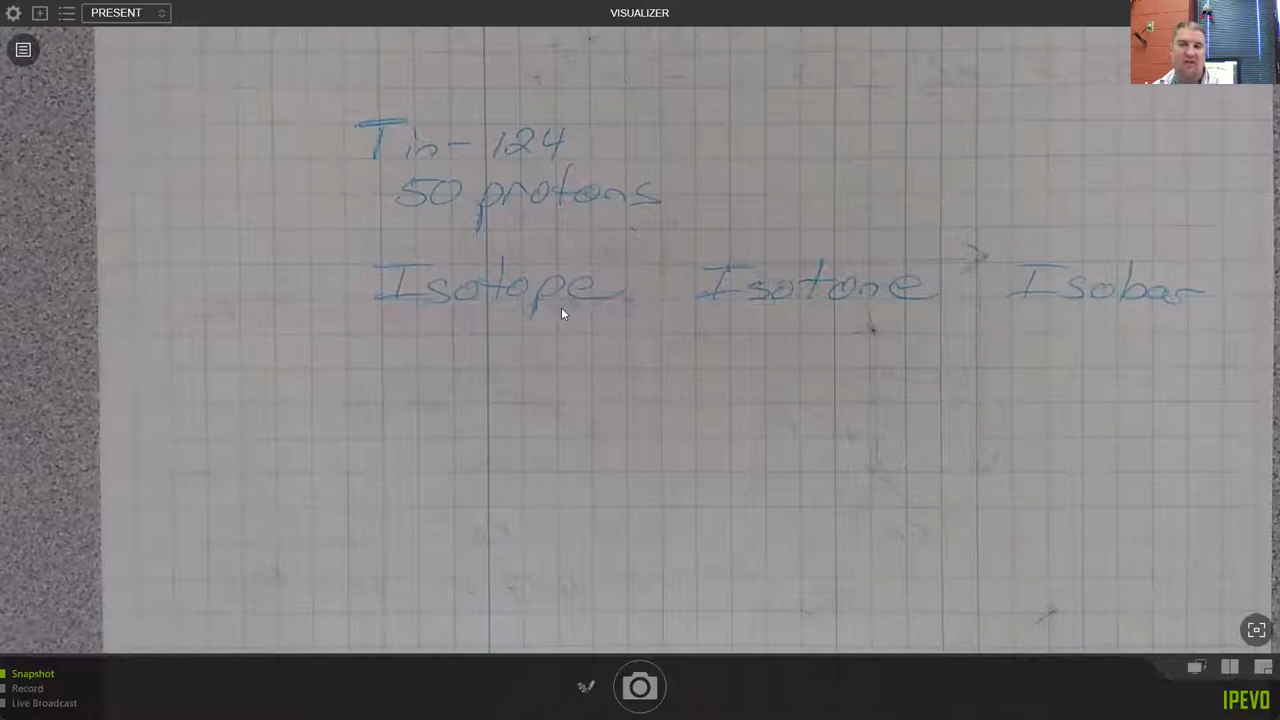 PRESENT
VISUALIZER
Tin- 124
50 protons
Isotope Isotone Isobar
Snapshot
Record
Live Broadcast
IPEVO